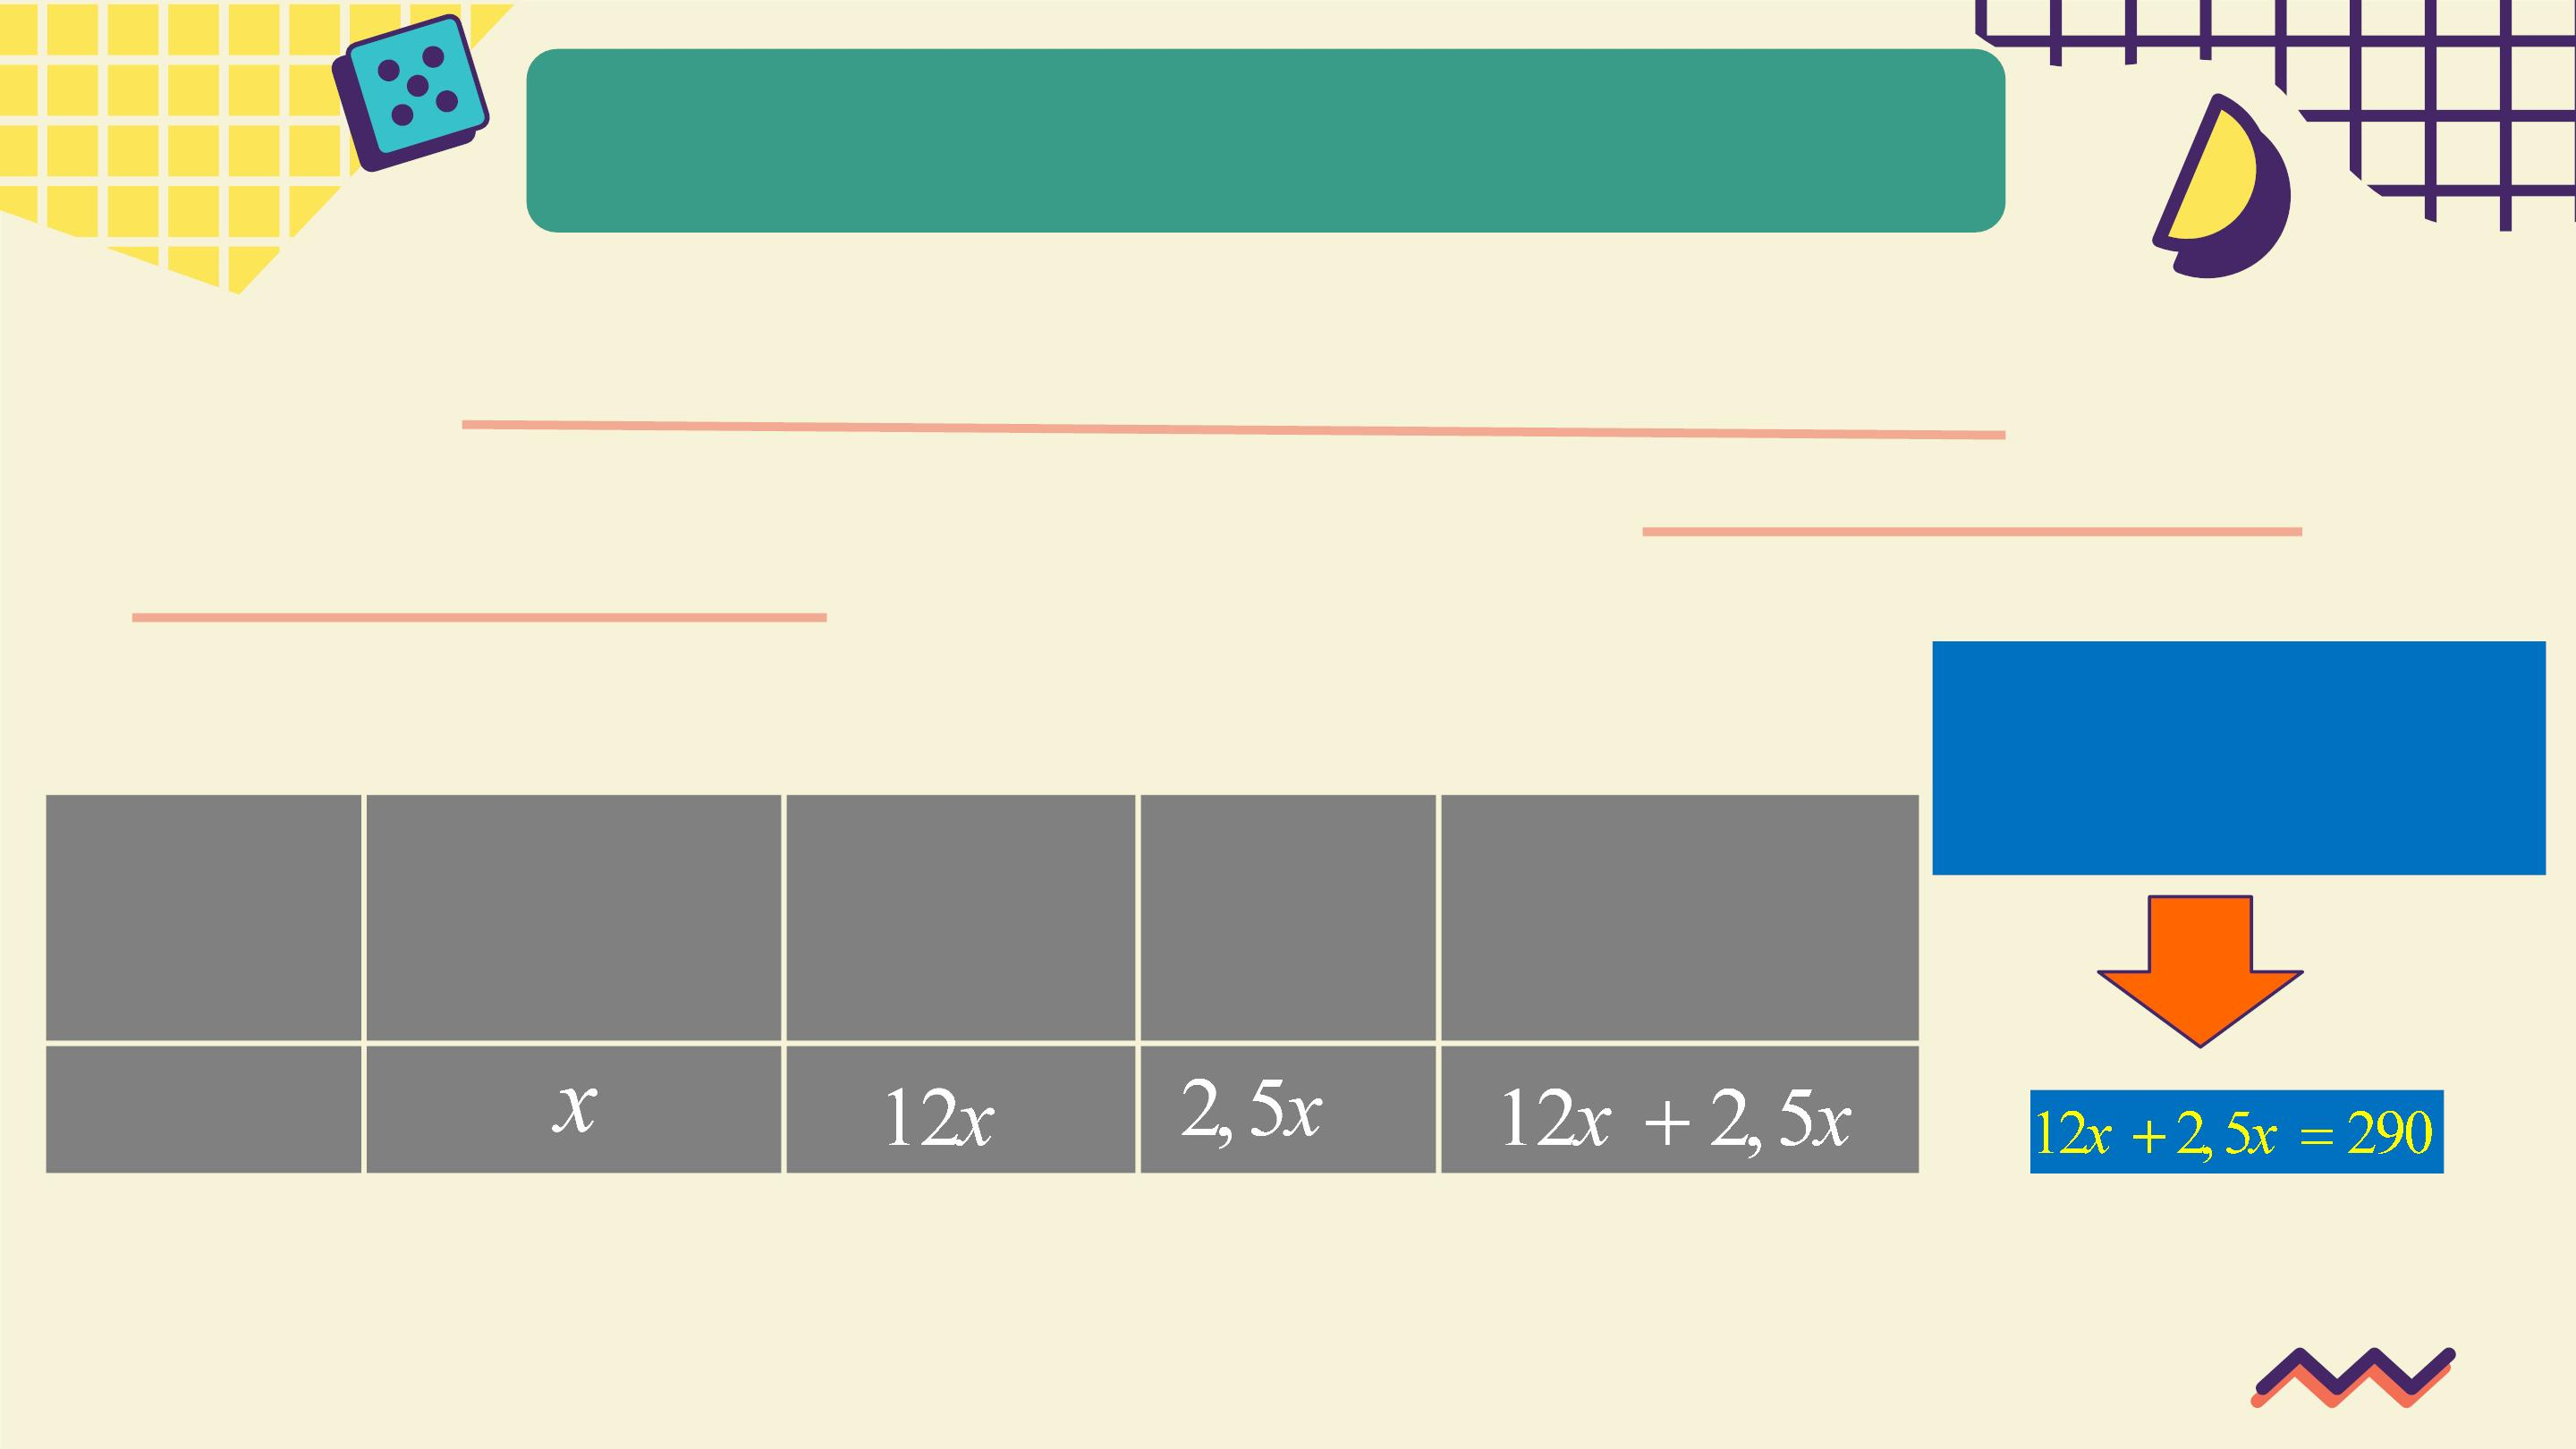 x 12x 2,5x 12x + 2,5x 12x + 2,5x = 290